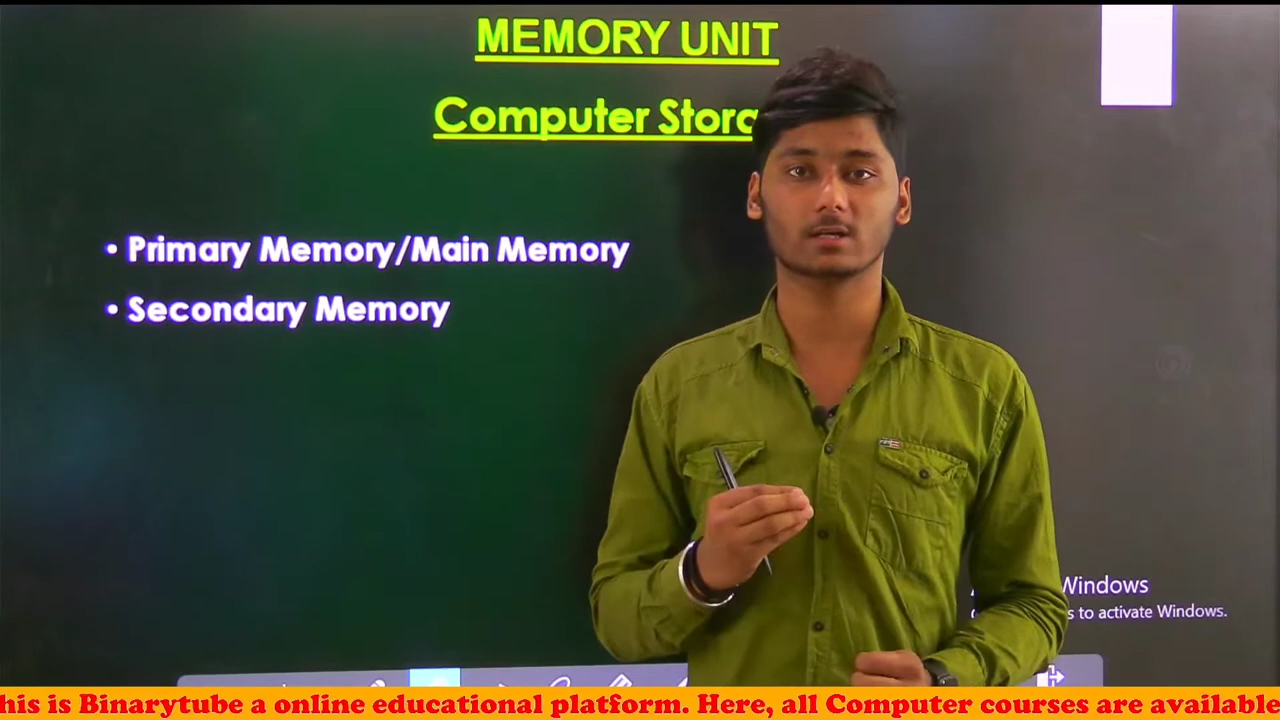 MEMORY UNIT
Computer Stora
• Primary Memory/Main Memory
• Secondary Memory
Windows
s to activate Windows.
his is Binarytube a online educational platform. Here, all Computer courses are available